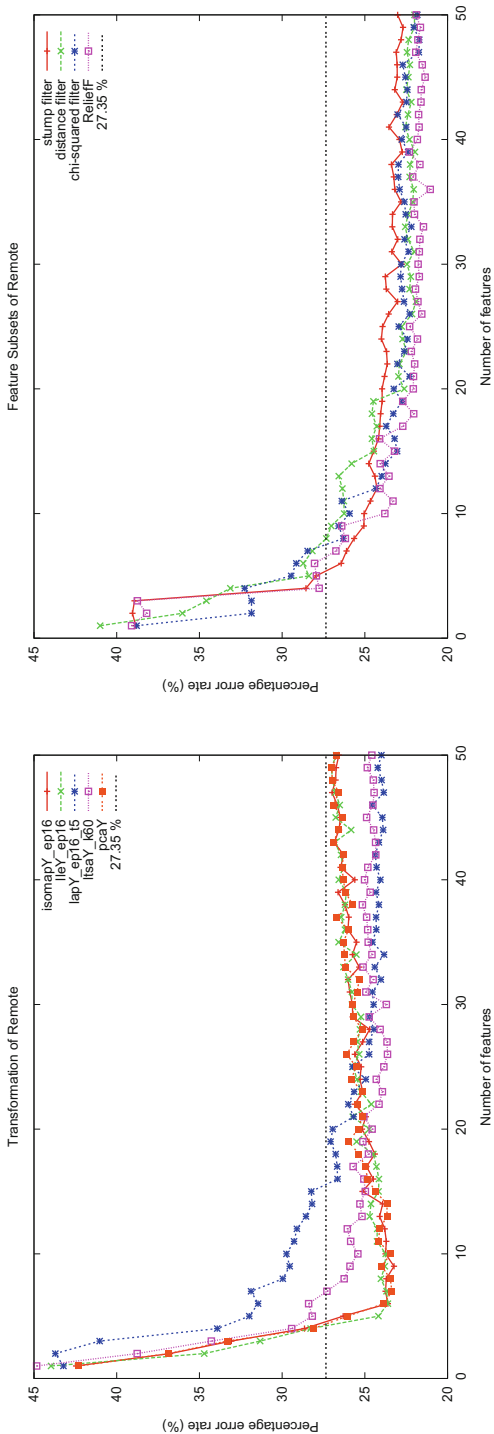 Transformation of Remote
Percentage error rate (%)
45
40
35
30
25
20
0
10
20
30
40
50
Number of features
isomapY_ep16
lleY_ep16
lapY_ep16_t5
ltsaY_k60
pcaY
27.35 %
Feature Subsets of Remote
Percentage error rate (%)
45
40
35
30
25
20
0
10
20
30
40
50
Number of features
stump filter
distance filter
chi-squared filter
ReliefF
27.35 %